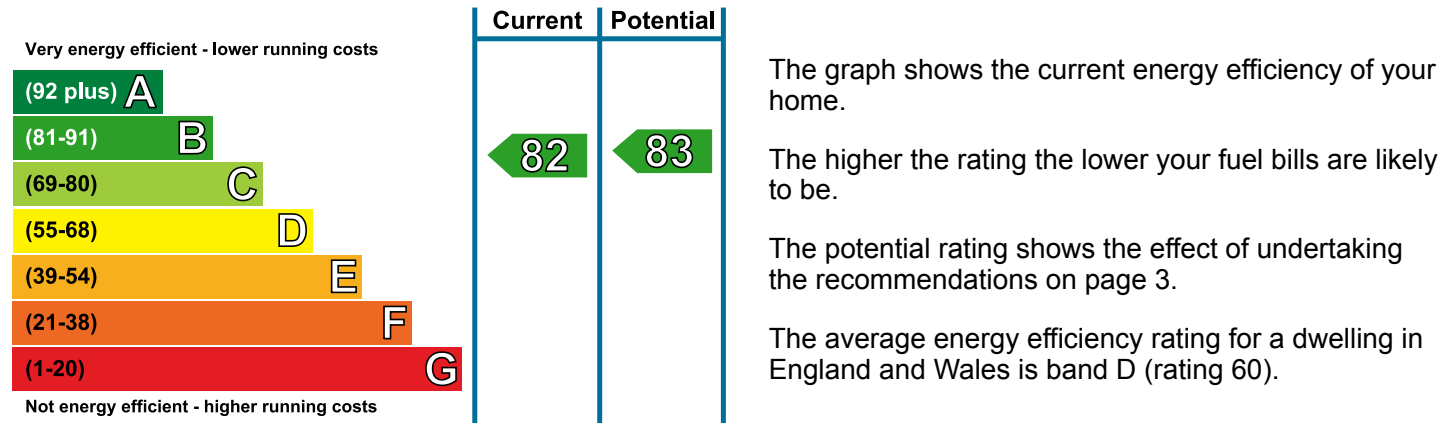 Current Potential
Very energy efficient - lower running costs
(92 plus) A
(81-91) B
(69-80) C
(55-68) D
(39-54) E
(21-38) F
(1-20) G
Not energy efficient - higher running costs
82 83
The graph shows the current energy efficiency of your
home.
The higher the rating the lower your fuel bills are likely
to be.
The potential rating shows the effect of undertaking
the recommendations on page 3.
The average energy efficiency rating for a dwelling in
England and Wales is band D (rating 60).